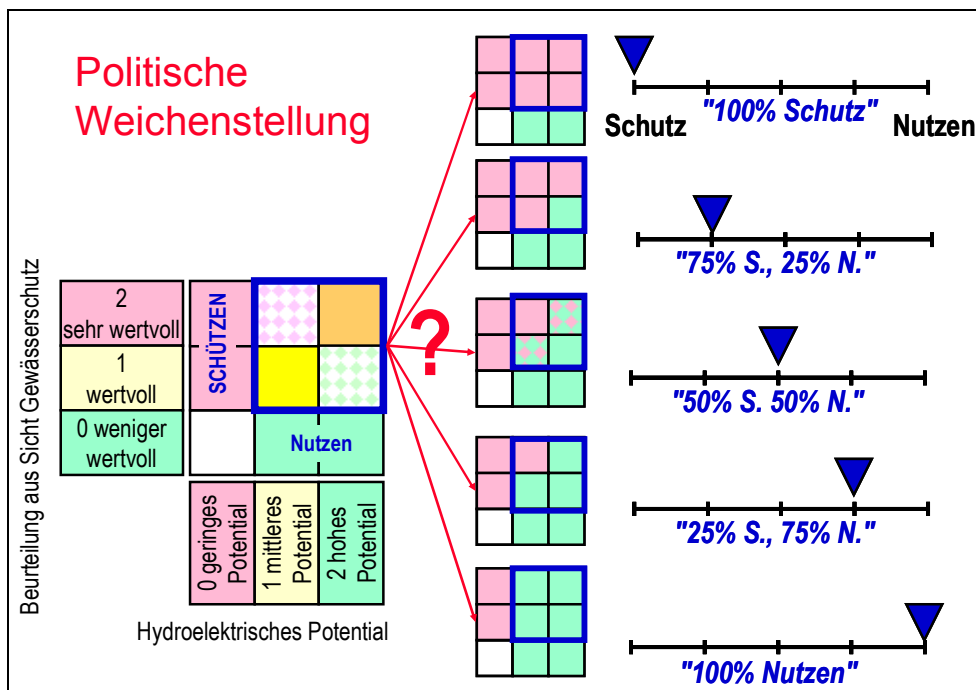 Politische
Weichenstellung
Schutz
"100% Schutz"
Nutzen
"75% S., 25% N."
?
"50% S. 50% N."
"25% S., 75% N."
"100% Nutzen"
Beurteilung aus Sicht Gewässerschutz
2
sehr wertvoll
1
wertvoll
0 weniger
wertvoll
SCHÜTZEN
Nutzen
0 geringes
Potential
1 mittleres
Potential
2 hohes
Potential
Hydroelektrisches Potential